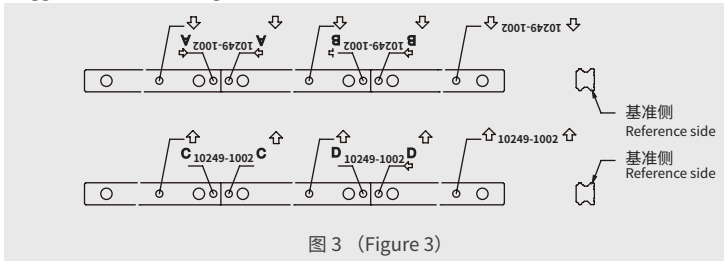 A 10249-1002 A
B 10249-1002 B
10249-1002
基准侧
Reference side
C 10249-1002 C
D 10249-1002 D
10249-1002
基准侧
Reference side
图 3 （Figure 3）